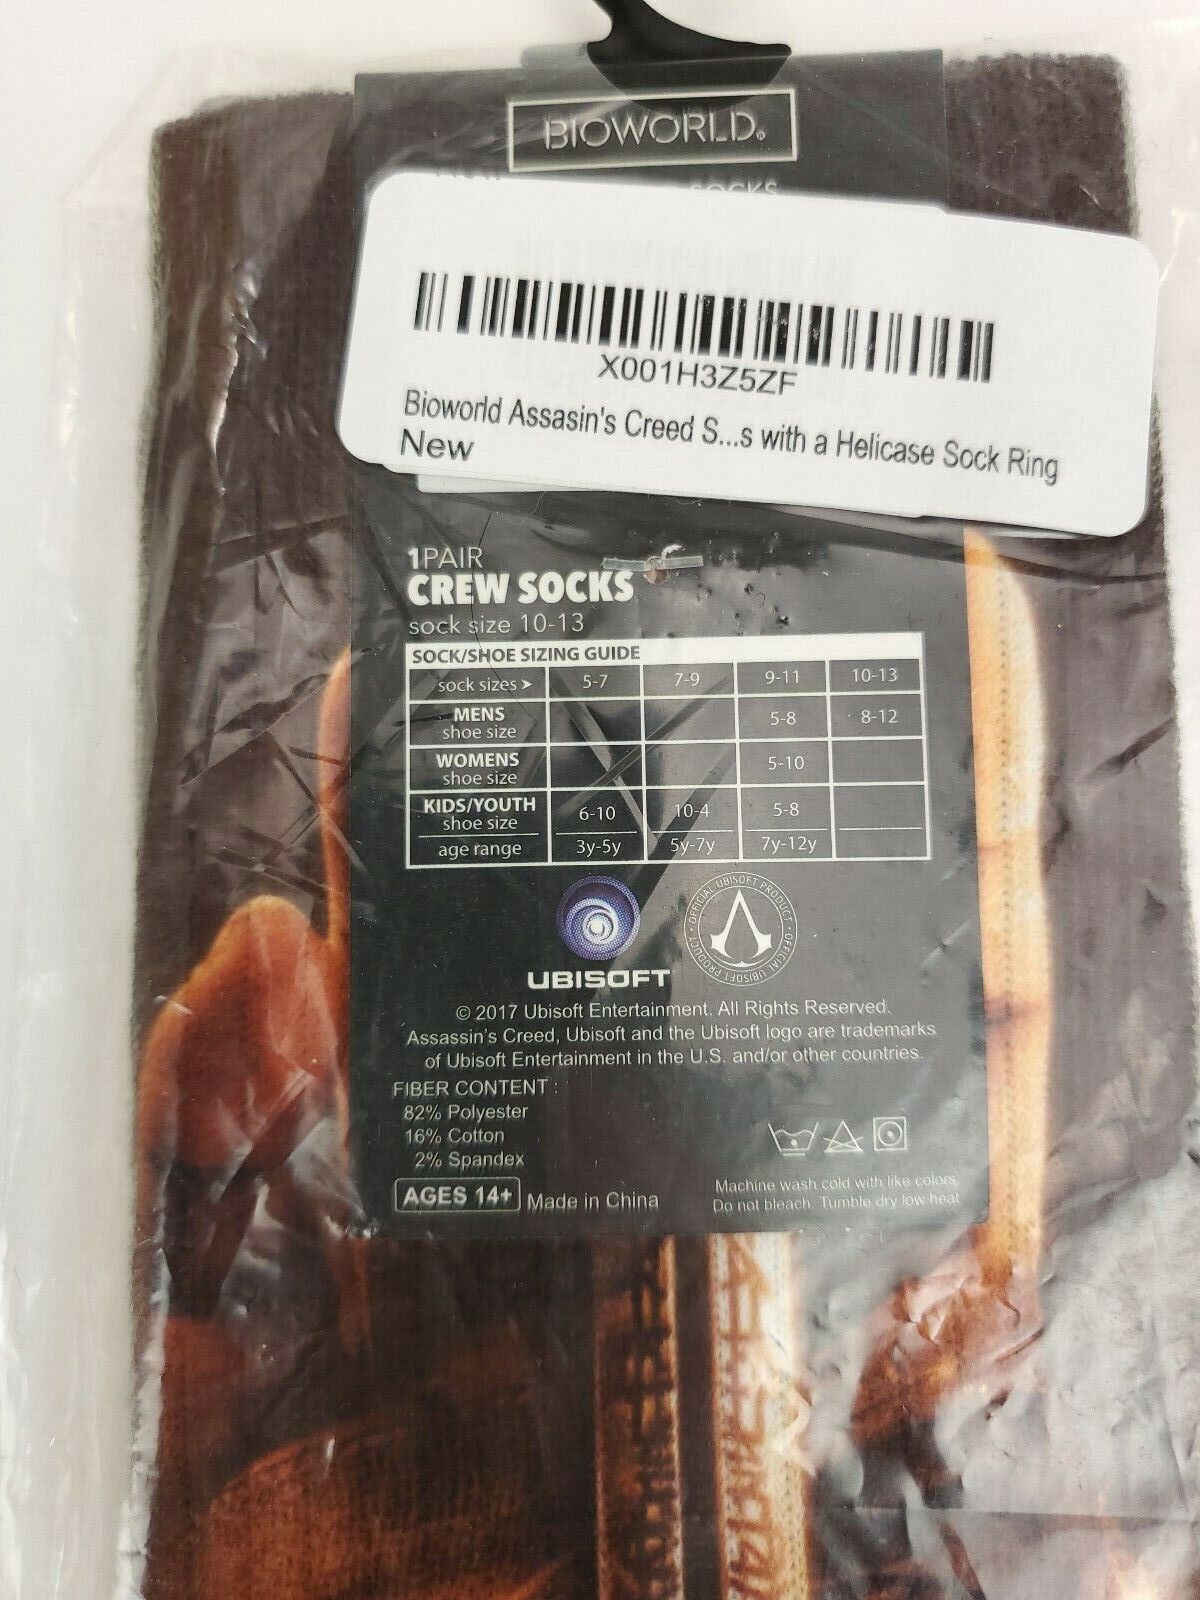 BIOWORLD®
SOCKS
X001H3Z5ZF
Bioworld Assasin's Creed S...s with a Helicase Sock Ring
New
1PAIR
CREW SOCKS
sock size 10-13
SOCK/SHOE SIZING GUIDE
sock sizes ➤ 5-7 7-9 9-11 10-13
MENS
shoe size 5-8 8-12
WOMENS
shoe size 5-10
KIDS/YOUTH
shoe size 6-10 10-4 5-8
age range 3y-5y 5y-7y 7y-12y
OFFICIAL UBISOFT PRODUCT • OFFICIAL UBISOFT PRODUCT •
UBISOFT
© 2017 Ubisoft Entertainment. All Rights Reserved.
Assassin's Creed, Ubisoft and the Ubisoft logo are trademarks
of Ubisoft Entertainment in the U.S. and/or other countries.
FIBER CONTENT :
82% Polyester
16% Cotton
2% Spandex
AGES 14+ Made in China
Machine wash cold with like colors
Do not bleach. Tumble dry low heat